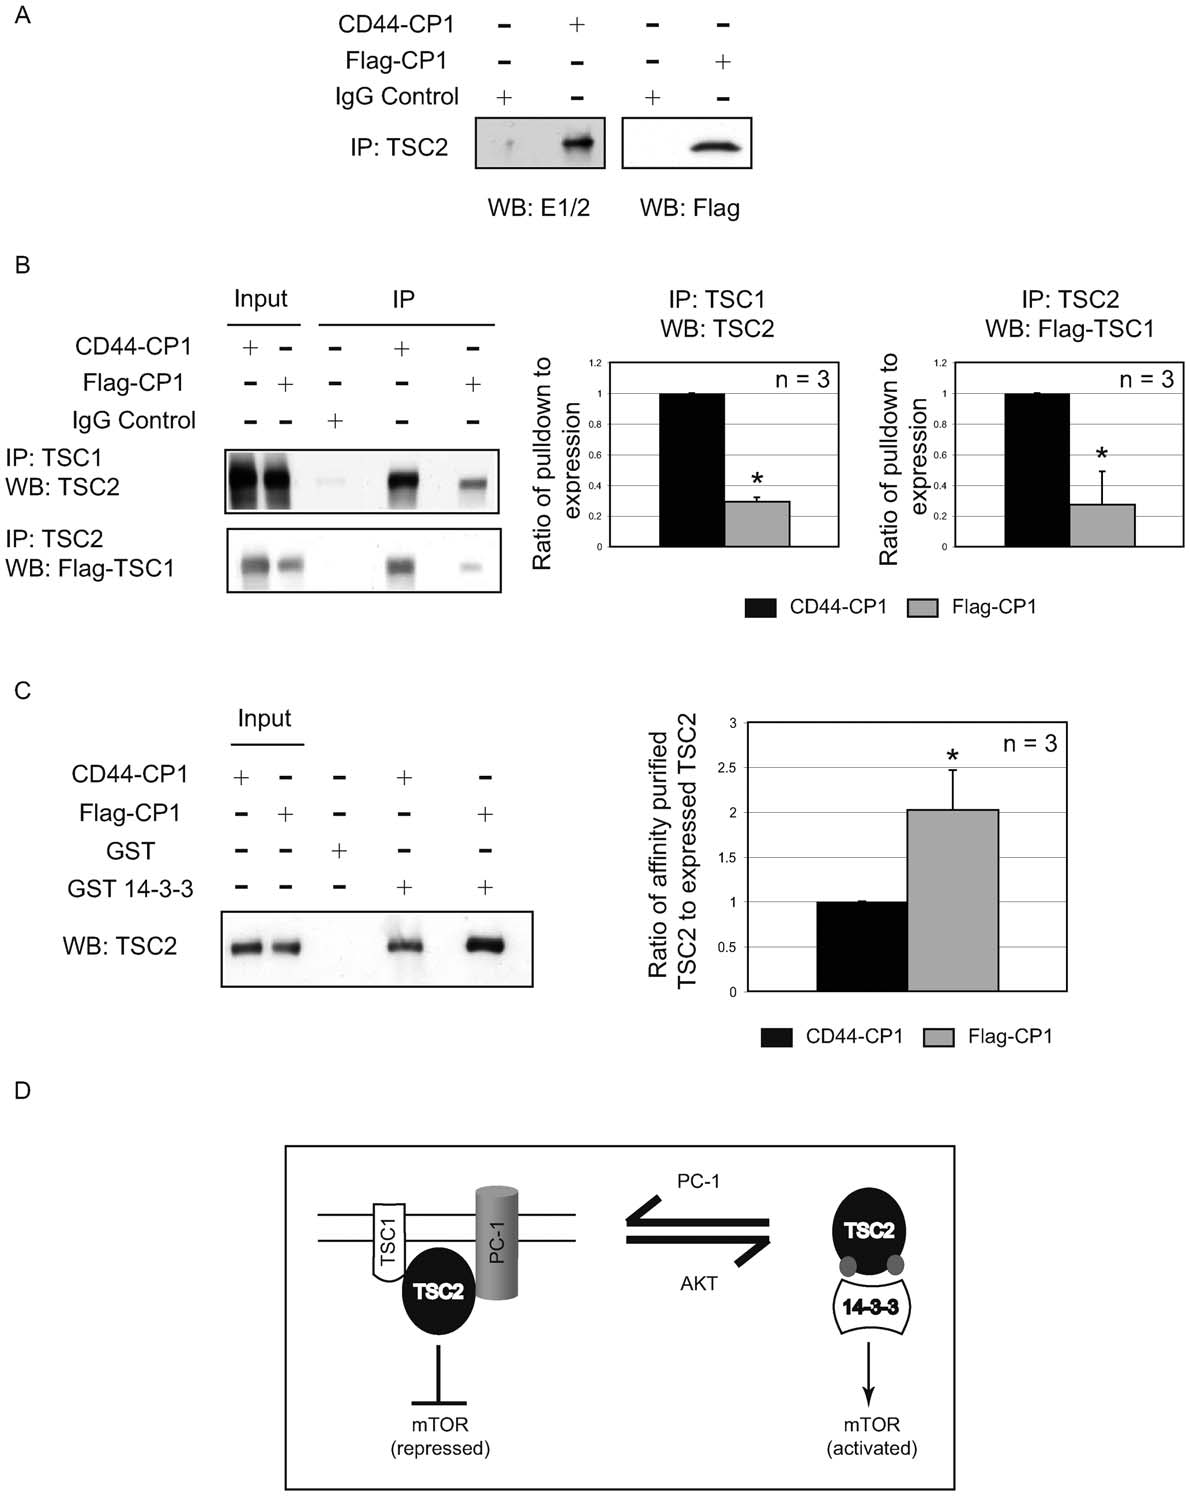 A
CD44-CP1 - + - -
Flag-CP1 - - - +
IgG Control + - + -
IP: TSC2
WB: E1/2 WB: Flag
B
Input IP
CD44-CP1 + - - + -
Flag-CP1 - + - - +
IgG Control - - + - -
IP: TSC1
WB: TSC2
IP: TSC2
WB: Flag-TSC1
IP: TSC1
WB: TSC2
Ratio of pulldown to
expression
1.2
1
0.8
0.6
0.4
0.2
0
n = 3
*
IP: TSC2
WB: Flag-TSC1
Ratio of pulldown to
expression
1.2
1
0.8
0.6
0.4
0.2
0
n = 3
*
CD44-CP1 Flag-CP1
C
Input
CD44-CP1 + - - + -
Flag-CP1 - + - - +
GST - - + - -
GST 14-3-3 - - - + +
WB: TSC2
Ratio of affinity purified
TSC2 to expressed TSC2
3
2.5
2
1.5
1
0.5
0
n = 3
*
CD44-CP1 Flag-CP1
D
TSC1
PC-1
TSC2
mTOR
(repressed)
PC-1
AKT
TSC2
14-3-3
mTOR
(activated)